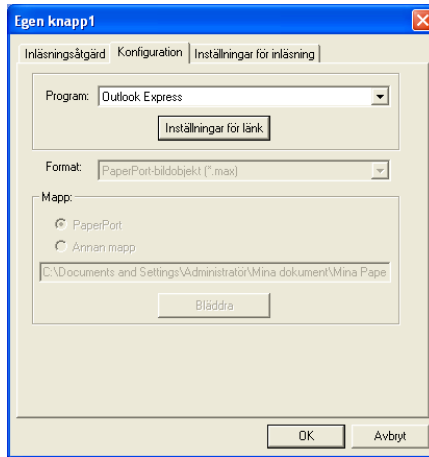 Egen knapp1
Inläsningsåtgärd Konfiguration Inställningar för inläsning
Program: Outlook Express
Inställningar för länk
Format: PaperPort-bildobjekt (*.max)
Mapp:
PaperPort
Annan mapp
C:\Documents and Settings\Administratör\Mina dokument\Mina Pape
Bläddra
OK Avbryt